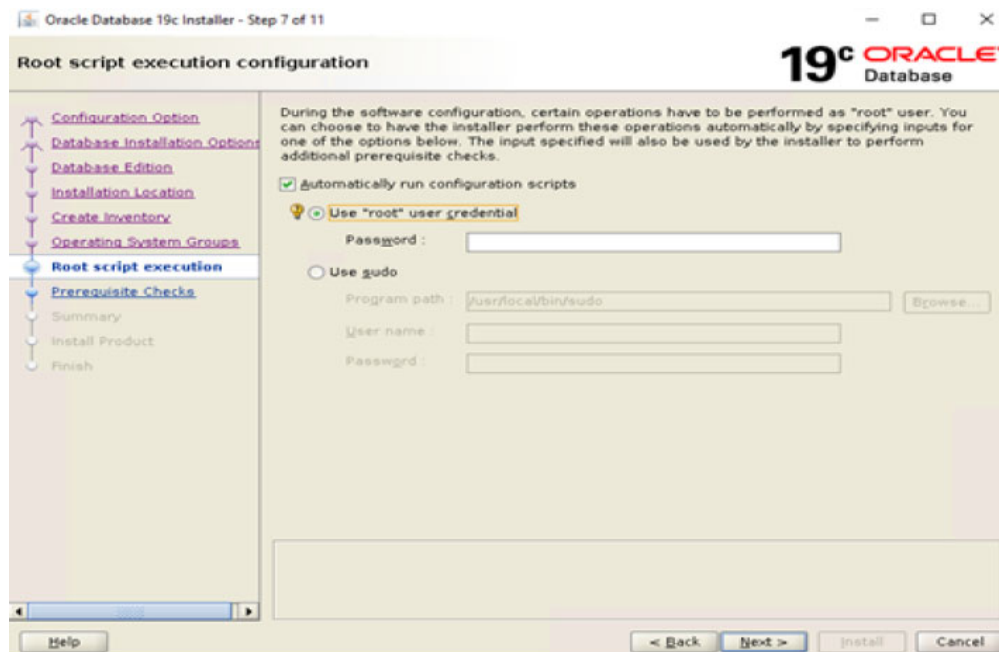 Oracle Database 19c Installer - Step 7 of 11
Root script execution configuration
19c ORACLE
Database
Configuration Option
Database Installation Options
Database Edition
Installation Location
Create Inventory
Operating System Groups
Root script execution
Prerequisite Checks
Summary
Install Product
Finish
During the software configuration, certain operations have to be performed as "root" user. You
can choose to have the installer perform these operations automatically by specifying inputs for
one of the options below. The input specified will also be used by the installer to perform
additional prerequisite checks.
Automatically run configuration scripts
Use "root" user credential
Password :
Use sudo
Program path : /usr/local/bin/sudo Browse...
User name :
Password :
Help < Back Next > Install Cancel